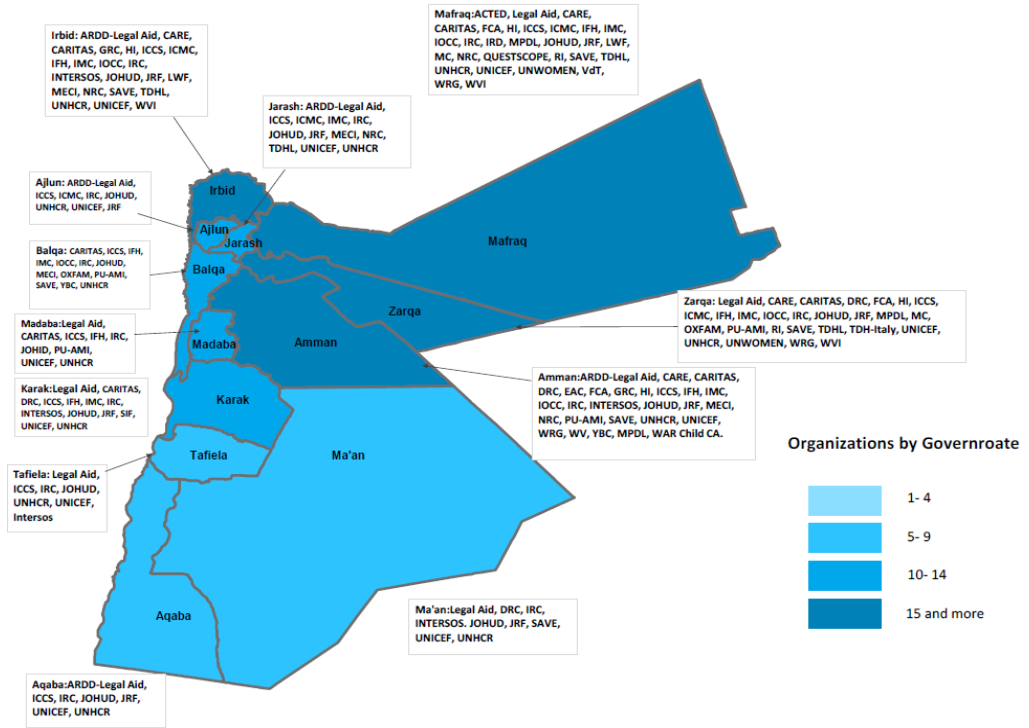 Irbid: ARDD-Legal Aid, CARE,
CARITAS, GRC, HI, ICCS, ICMC,
IFH, IMC, IOCC, IRC,
INTERSOS, JOHUD, JRF, LWF,
MECI, NRC, SAVE, TDHL,
UNHCR, UNICEF, WVI
Mafraq:ACTED, Legal Aid, CARE,
CARITAS, FCA, HI, ICCS, ICMC, IFH, IMC,
IOCC, IRC, IRD, MPDL, JOHUD, JRF, LWF,
MC, NRC, QUESTSCOPE, RI, SAVE, TDHL,
UNHCR, UNICEF, UNWOMEN, VdT,
WRG, WVI
Jarash: ARDD-Legal Aid,
ICCS, ICMC, IMC, IRC,
JOHUD, JRF, MECI, NRC,
TDHL, UNICEF, UNHCR
Ajlun: ARDD-Legal Aid,
ICCS, ICMC, IRC, JOHUD,
UNHCR, UNICEF, JRF
Balqa: CARITAS, ICCS, IFH,
IMC, IOCC, IRC, JOHUD,
MECI, OXFAM, PU-AMI,
SAVE, YBC, UNHCR
Madaba:Legal Aid,
CARITAS, ICCS, IFH, IRC,
JOHID, PU-AMI,
UNICEF, UNHCR
Karak:Legal Aid, CARITAS,
DRC, ICCS, IFH, IMC, IRC,
INTERSOS, JOHUD, JRF, SIF,
UNICEF, UNHCR
Tafiela: Legal Aid,
ICCS, IRC, JOHUD,
UNHCR, UNICEF,
Intersos
Aqaba:ARDD-Legal Aid,
ICCS, IRC, JOHUD, JRF,
UNICEF, UNHCR
Irbid
Ajlun
Jarash
Mafraq
Balqa
Zarqa
Amman
Madaba
Karak
Tafiela
Ma'an
Aqaba
Zarqa: Legal Aid, CARE, CARITAS, DRC, FCA, HI, ICCS,
ICMC, IFH, IMC, IOCC, IRC, JOHUD, JRF, MPDL, MC,
OXFAM, PU-AMI, RI, SAVE, TDHL, TDH-Italy, UNICEF,
UNHCR, UNWOMEN, WRG, WVI
Amman:ARDD-Legal Aid, CARE, CARITAS,
DRC, EAC, FCA, GRC, HI, ICCS, IFH, IMC,
IOCC, IRC, INTERSOS, JOHUD, JRF, MECI,
NRC, PU-AMI, SAVE, UNHCR, UNICEF,
WRG, WV, YBC, MPDL, WAR Child CA.
Ma'an:Legal Aid, DRC, IRC,
INTERSOS. JOHUD, JRF, SAVE,
UNICEF, UNHCR
Organizations by Governroate
1- 4
5- 9
10- 14
15 and more